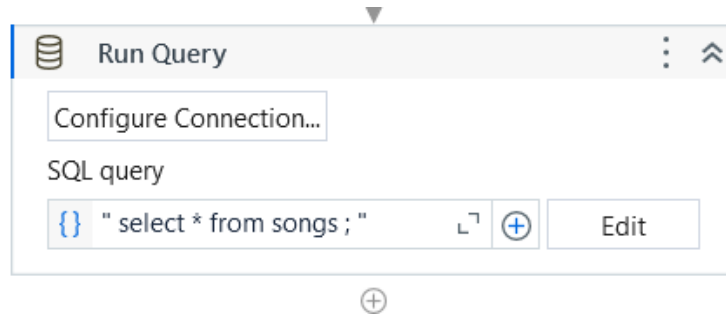 Run Query
Configure Connection...
SQL query
{} " select * from songs ; "
Edit